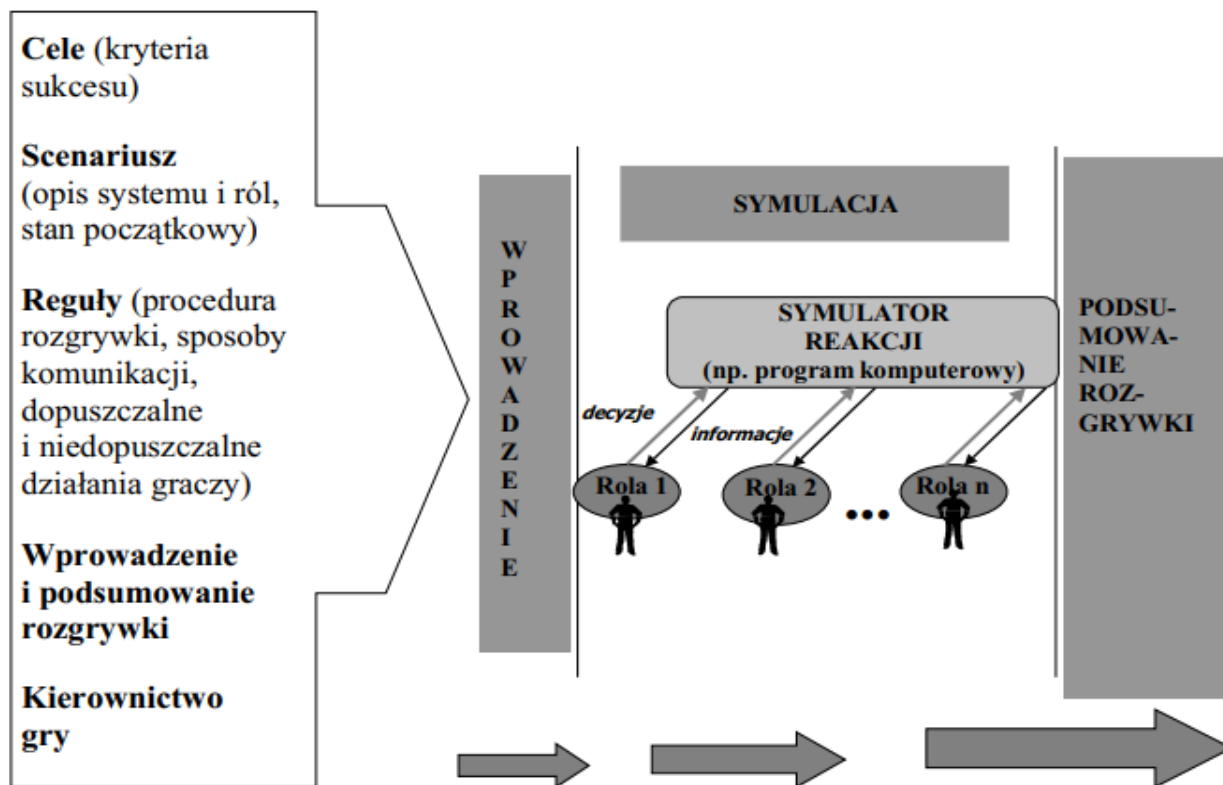 Cele (kryteria
sukcesu)
Scenariusz
(opis systemu i ról,
stan początkowy)
Reguły (procedura
rozgrywki, sposoby
komunikacji,
dopuszczalne
i niedopuszczalne
działania graczy)
Wprowadzenie
i podsumowanie
rozgrywki
Kierownictwo
gry
W
P
R
O
W
A
D
Z
E
N
I
E
SYMULACJA
SYMULATOR
REAKCJI
(np. program komputerowy)
decyzje
informacje
Rola 1
Rola 2
...
Rola n
PODSU-
MOWA-
NIE
ROZ-
GRYWKI